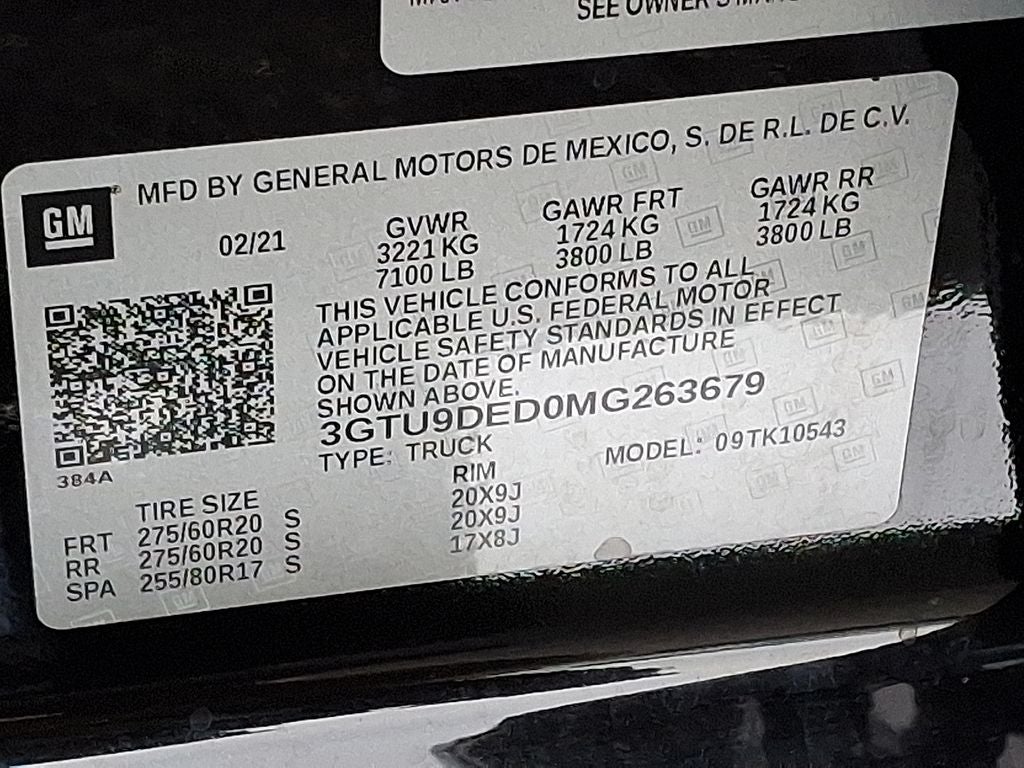 SEE OWNER'S
MFD BY GENERAL MOTORS DE MEXICO, S. DE R.L. DE C.V.
GM
02/21
GVWR
3221 KG
7100 LB
GAWR FRT
1724 KG
3800 LB
GAWR RR
1724 KG
3800 LB
THIS VEHICLE CONFORMS TO ALL
APPLICABLE U.S. FEDERAL MOTOR
VEHICLE SAFETY STANDARDS IN EFFECT
ON THE DATE OF MANUFACTURE
SHOWN ABOVE.
3GTU9DED0MG263679
TYPE: TRUCK MODEL: 09TK10543
384A
TIRE SIZE RIM
FRT 275/60R20 S 20X9J
RR 275/60R20 S 20X9J
SPA 255/80R17 S 17X8J